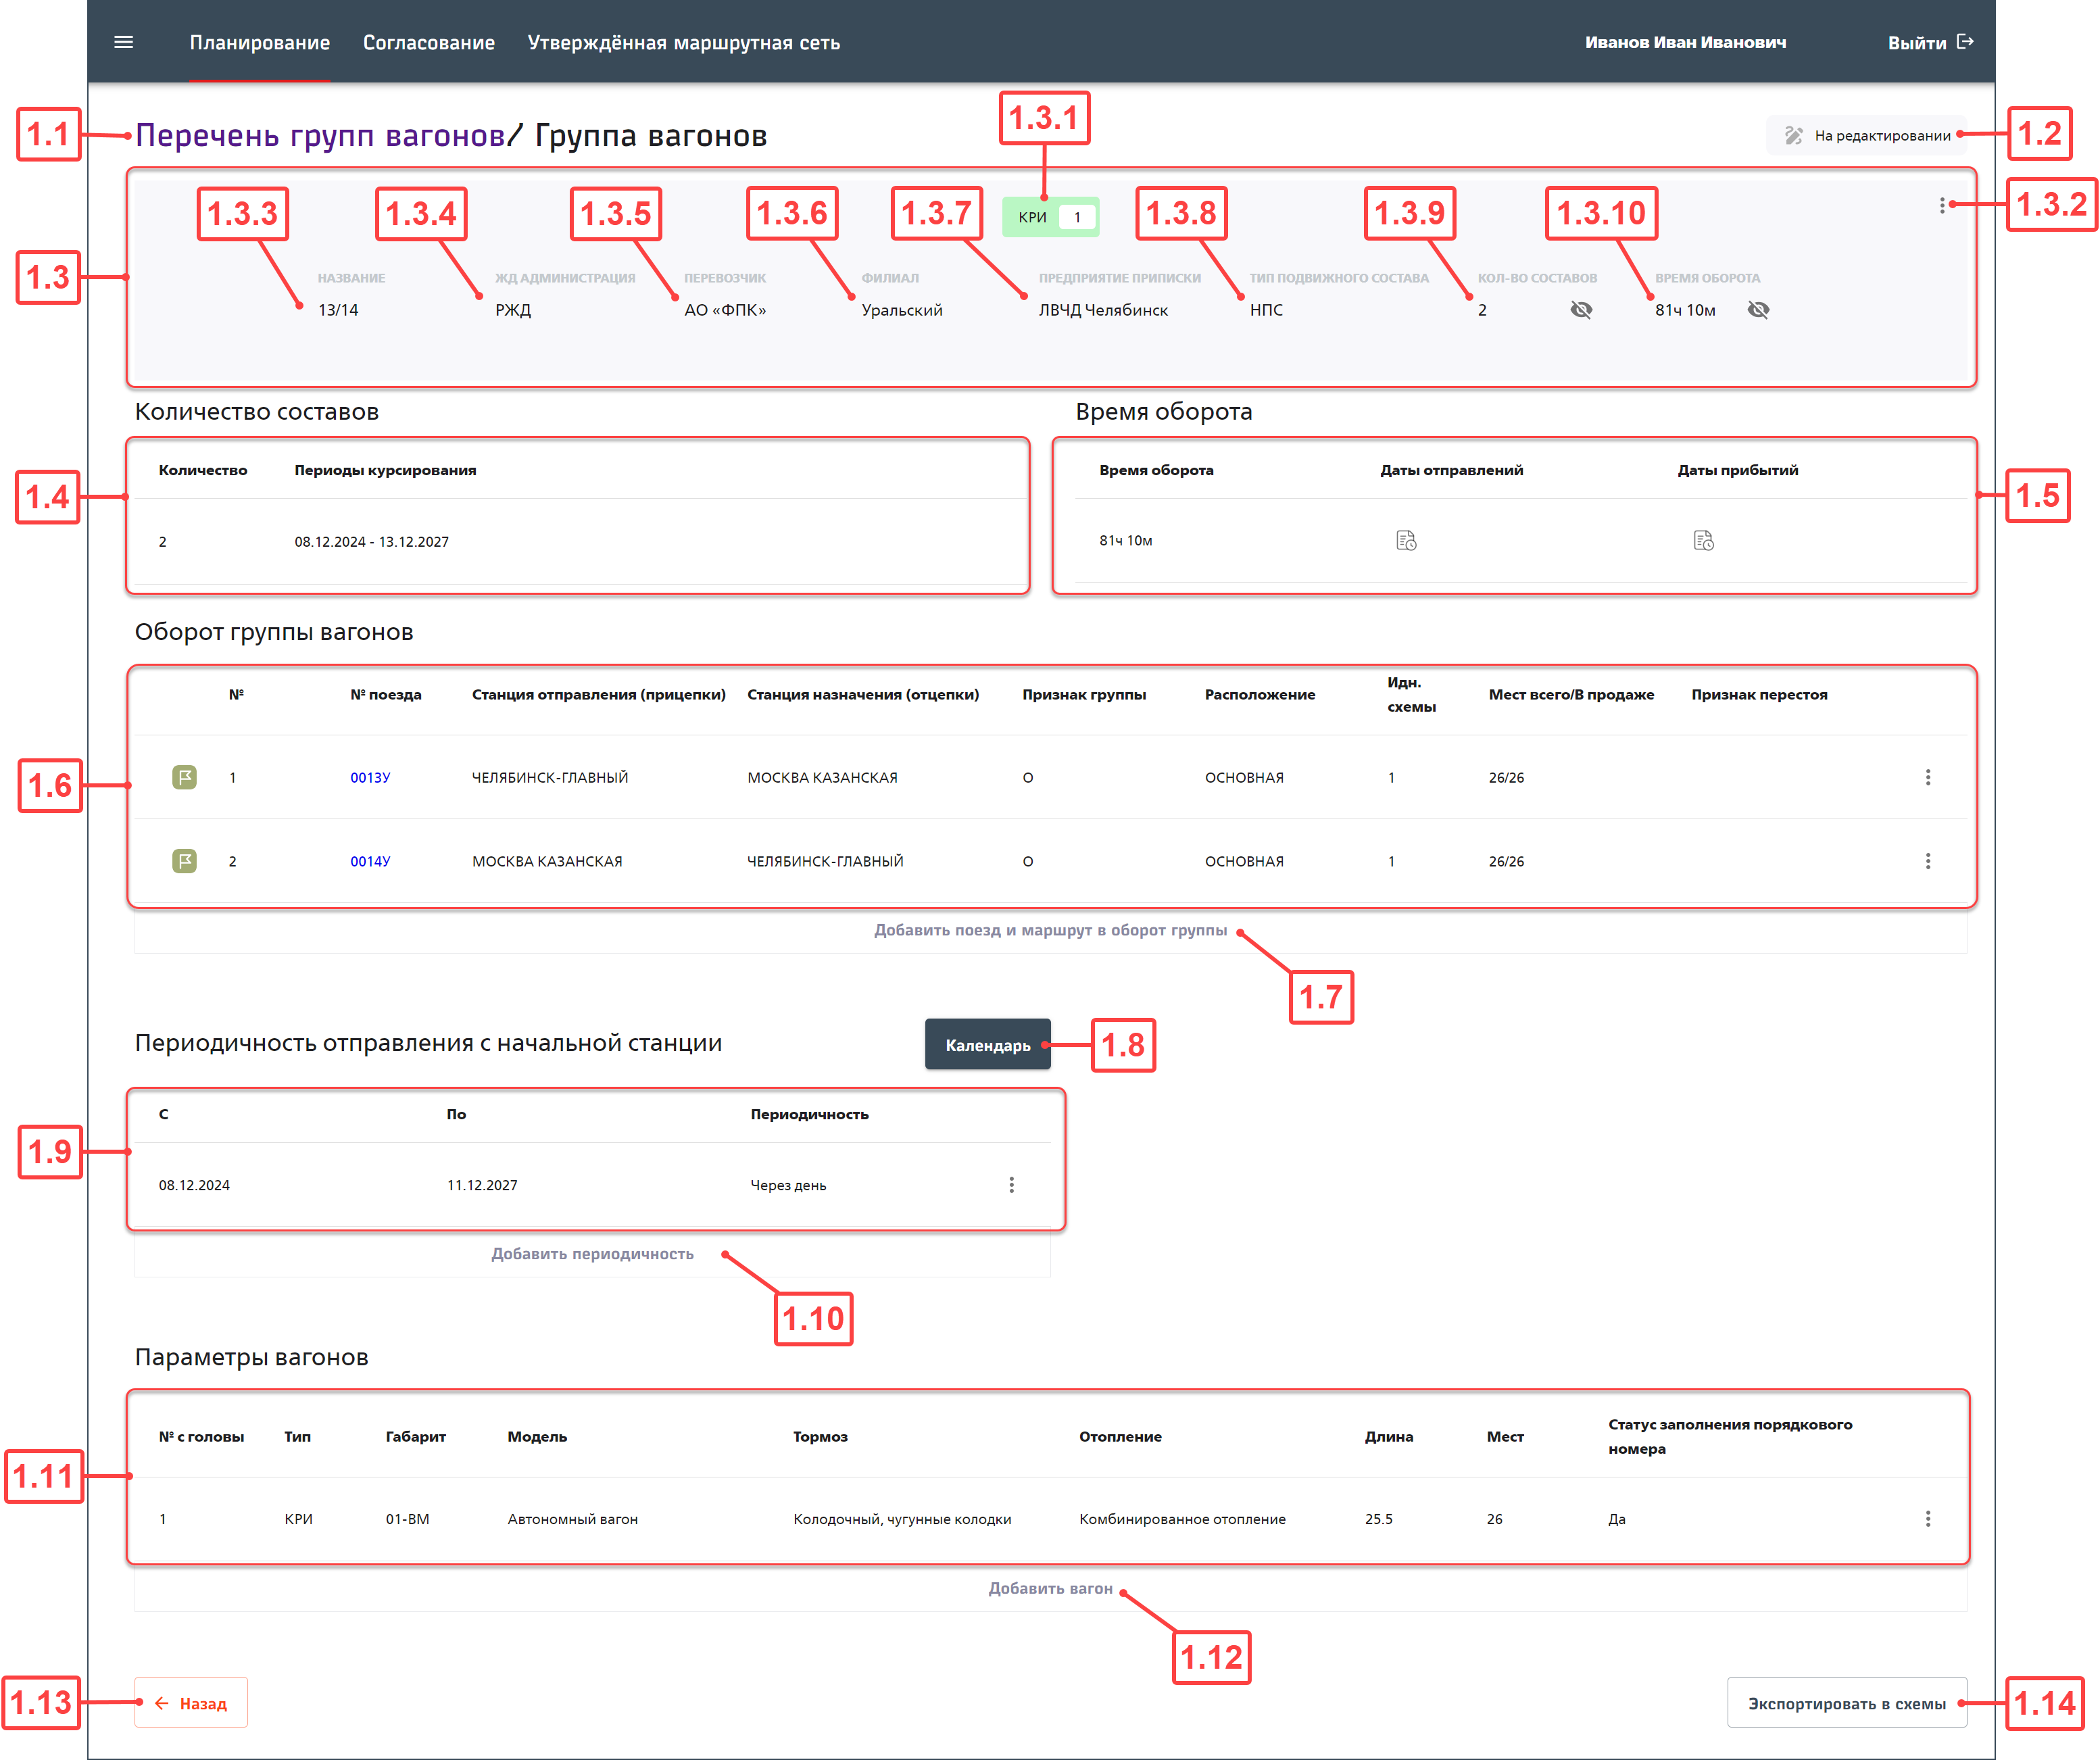 Планирование Согласование Утверждённая маршрутная сеть Иванов Иван Иванович Выйти
1.1 Перечень групп вагонов/ Группа вагонов 1.3.1 На редактировании 1.2
1.3.3 1.3.4 1.3.5 1.3.6 1.3.7 КРИ 1 1.3.8 1.3.9 1.3.10 1.3.2
1.3 НАЗВАНИЕ ЖД АДМИНИСТРАЦИЯ ПЕРЕВОЗЧИК ФИЛИАЛ ПРЕДПРИЯТИЕ ПРИПИСКИ ТИП ПОДВИЖНОГО СОСТАВА КОЛ-ВО СОСТАВОВ ВРЕМЯ ОБОРОТА
13/14 РЖД АО «ФПК» Уральский ЛВЧД Челябинск НПС 2 81ч 10м
Количество составов Время оборота
Количество Периоды курсирования Время оборота Даты отправлений Даты прибытий
1.4 1.5
2 08.12.2024 - 13.12.2027 81ч 10м
Оборот группы вагонов
№ № поезда Станция отправления (прицепки) Станция назначения (отцепки) Признак группы Расположение Идн. схемы Мест всего/В продаже Признак перестоя
1.6 1 0013У ЧЕЛЯБИНСК-ГЛАВНЫЙ МОСКВА КАЗАНСКАЯ О ОСНОВНАЯ 1 26/26
2 0014У МОСКВА КАЗАНСКАЯ ЧЕЛЯБИНСК-ГЛАВНЫЙ О ОСНОВНАЯ 1 26/26
Добавить поезд и маршрут в оборот группы
1.7
Периодичность отправления с начальной станции Календарь 1.8
С По Периодичность
1.9
08.12.2024 11.12.2027 Через день
Добавить периодичность
1.10
Параметры вагонов
№ с головы Тип Габарит Модель Тормоз Отопление Длина Мест Статус заполнения порядкового номера
1.11
1 КРИ 01-ВМ Автономный вагон Колодочный, чугунные колодки Комбинированное отопление 25.5 26 Да
Добавить вагон
1.12
1.13 Назад Экспортировать в схемы 1.14